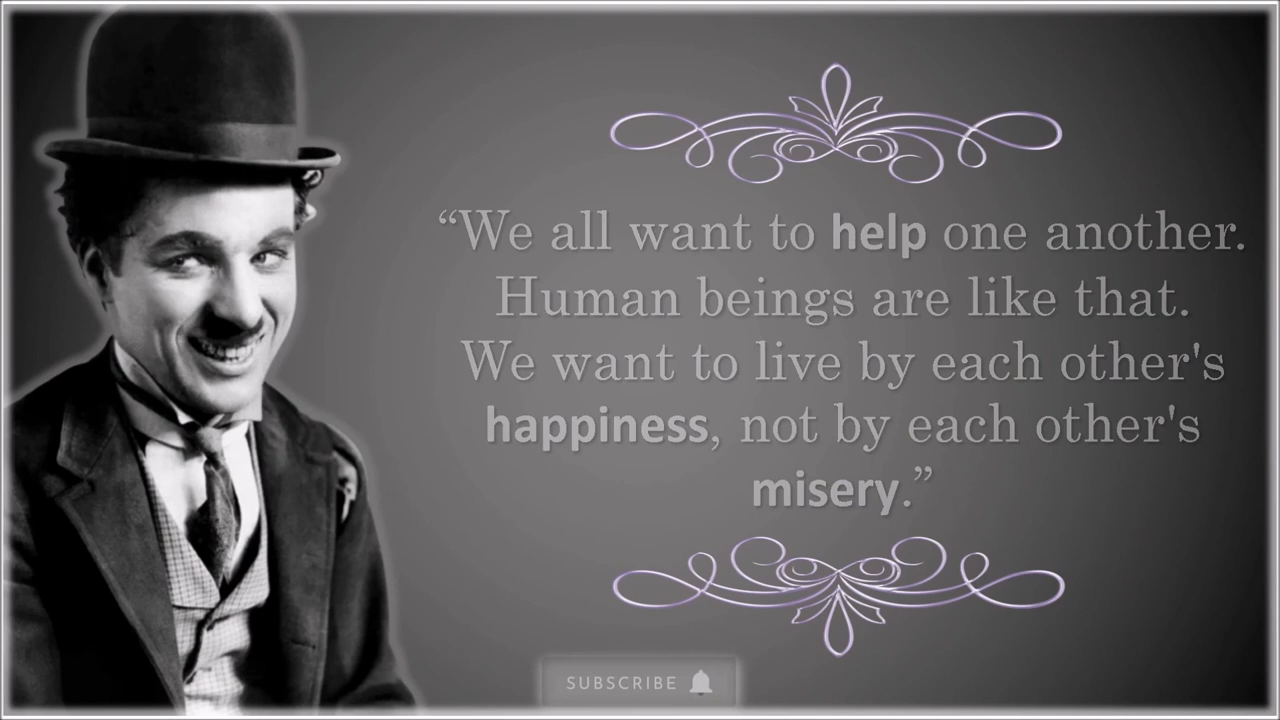 “We all want to help one another.
Human beings are like that.
We want to live by each other's
happiness, not by each other's
misery.”
SUBSCRIBE